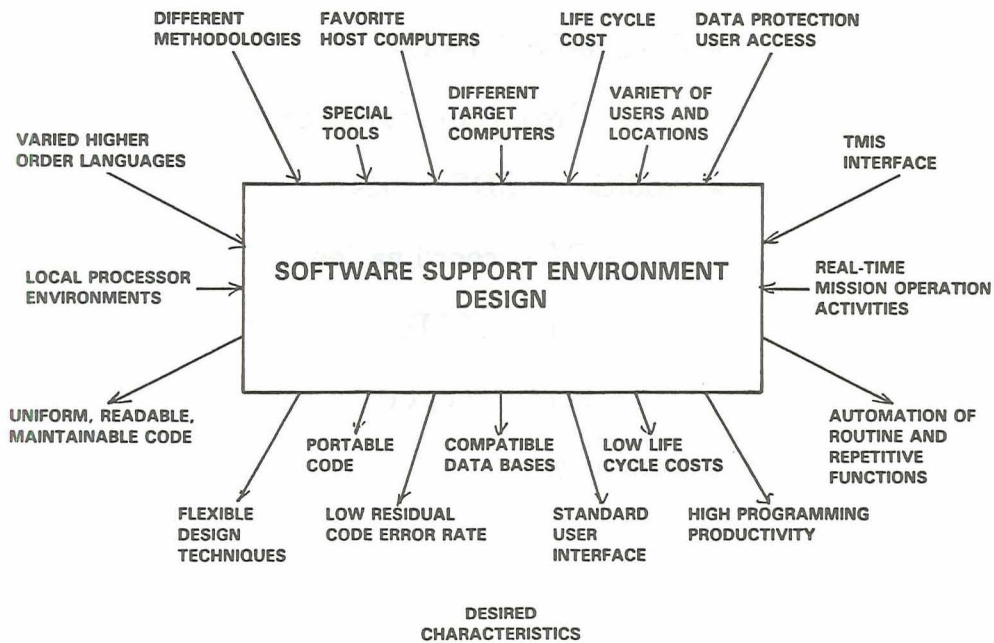 DIFFERENT
METHODOLOGIES
FAVORITE
HOST COMPUTERS
LIFE CYCLE
COST
DATA PROTECTION
USER ACCESS
SPECIAL
TOOLS
DIFFERENT
TARGET
COMPUTERS
VARIETY OF
USERS AND
LOCATIONS
VARIED HIGHER
ORDER LANGUAGES
TMIS
INTERFACE
LOCAL PROCESSOR
ENVIRONMENTS
SOFTWARE SUPPORT ENVIRONMENT
DESIGN
REAL-TIME
MISSION OPERATION
ACTIVITIES
UNIFORM, READABLE,
MAINTAINABLE CODE
PORTABLE
CODE
COMPATIBLE
DATA BASES
LOW LIFE
CYCLE COSTS
AUTOMATION OF
ROUTINE AND
REPETITIVE
FUNCTIONS
FLEXIBLE
DESIGN
TECHNIQUES
LOW RESIDUAL
CODE ERROR RATE
STANDARD
USER
INTERFACE
HIGH PROGRAMMING
PRODUCTIVITY
DESIRED
CHARACTERISTICS